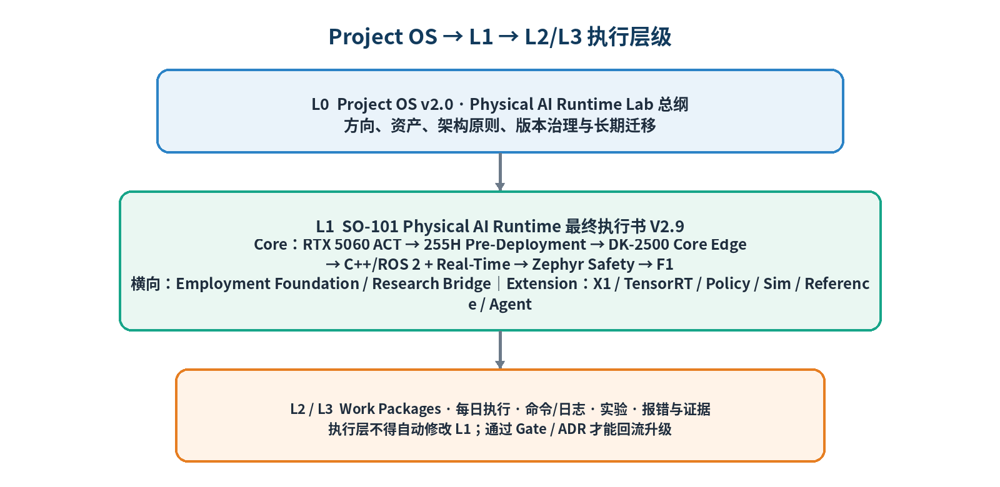 Project OS → L1 → L2/L3 执行层级
L0 Project OS v2.0 · Physical AI Runtime Lab 总纲
方向、资产、架构原则、版本治理与长期迁移
L1 SO-101 Physical AI Runtime 最终执行书 V2.9
Core：RTX 5060 ACT → 255H Pre-Deployment → DK-2500 Core Edge
→ C++/ROS 2 + Real-Time → Zephyr Safety → F1
横向：Employment Foundation / Research Bridge｜Extension：X1 / TensorRT / Policy / Sim / Referenc
e / Agent
L2 / L3 Work Packages · 每日执行 · 命令/日志 · 实验 · 报错与证据
执行层不得自动修改 L1；通过 Gate / ADR 才能回流升级